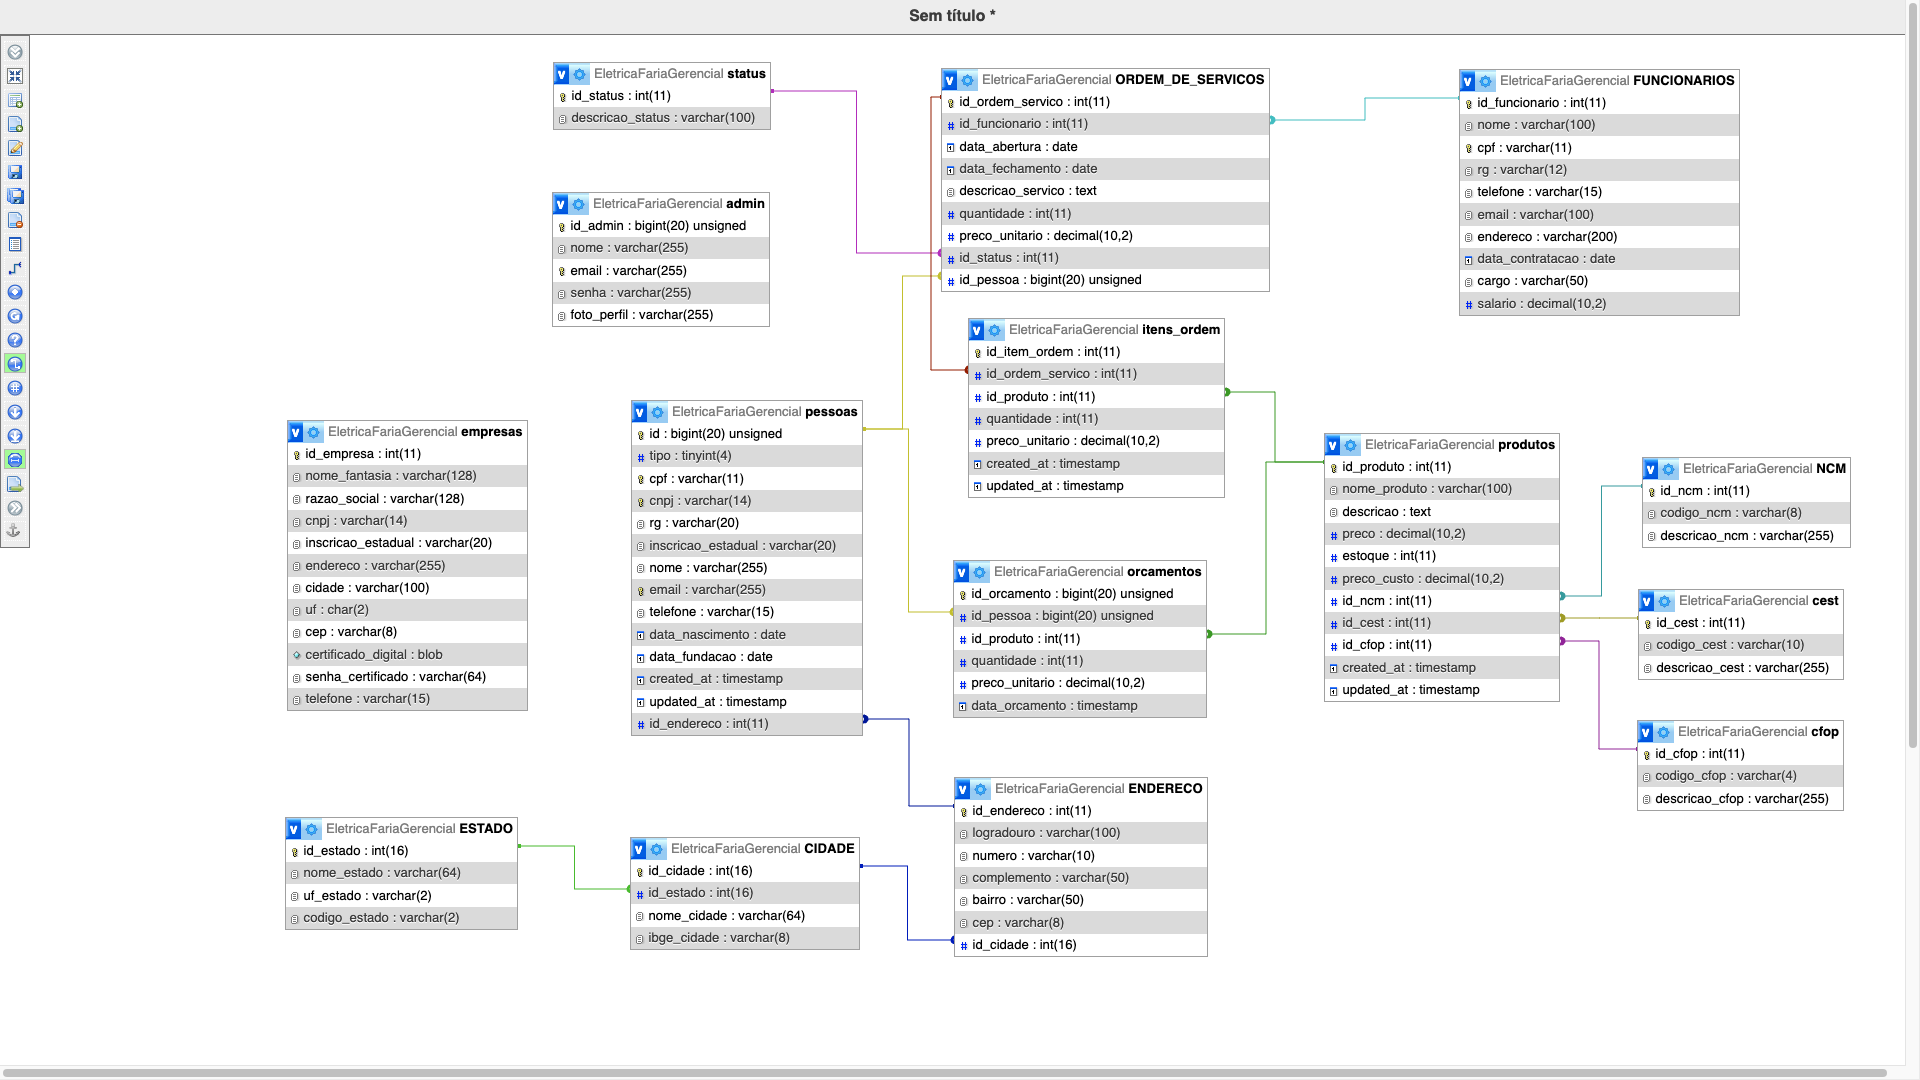 Sem título *
EletricaFariaGerencial status
id_status : int(11)
descricao_status : varchar(100)
EletricaFariaGerencial admin
id_admin : bigint(20) unsigned
nome : varchar(255)
email : varchar(255)
senha : varchar(255)
foto_perfil : varchar(255)
EletricaFariaGerencial ORDEM_DE_SERVICOS
id_ordem_servico : int(11)
id_funcionario : int(11)
data_abertura : date
data_fechamento : date
descricao_servico : text
quantidade : int(11)
preco_unitario : decimal(10,2)
id_status : int(11)
id_pessoa : bigint(20) unsigned
EletricaFariaGerencial FUNCIONARIOS
id_funcionario : int(11)
nome : varchar(100)
cpf : varchar(11)
rg : varchar(12)
telefone : varchar(15)
email : varchar(100)
endereco : varchar(200)
data_contratacao : date
cargo : varchar(50)
salario : decimal(10,2)
EletricaFariaGerencial itens_ordem
id_item_ordem : int(11)
id_ordem_servico : int(11)
id_produto : int(11)
quantidade : int(11)
preco_unitario : decimal(10,2)
created_at : timestamp
updated_at : timestamp
EletricaFariaGerencial empresas
id_empresa : int(11)
nome_fantasia : varchar(128)
razao_social : varchar(128)
cnpj : varchar(14)
inscricao_estadual : varchar(20)
endereco : varchar(255)
cidade : varchar(100)
uf : char(2)
cep : varchar(8)
certificado_digital : blob
senha_certificado : varchar(64)
telefone : varchar(15)
EletricaFariaGerencial pessoas
id : bigint(20) unsigned
tipo : tinyint(4)
cpf : varchar(11)
cnpj : varchar(14)
rg : varchar(20)
inscricao_estadual : varchar(20)
nome : varchar(255)
email : varchar(255)
telefone : varchar(15)
data_nascimento : date
data_fundacao : date
created_at : timestamp
updated_at : timestamp
id_endereco : int(11)
EletricaFariaGerencial orcamentos
id_orcamento : bigint(20) unsigned
id_pessoa : bigint(20) unsigned
id_produto : int(11)
quantidade : int(11)
preco_unitario : decimal(10,2)
data_orcamento : timestamp
EletricaFariaGerencial produtos
id_produto : int(11)
nome_produto : varchar(100)
descricao : text
preco : decimal(10,2)
estoque : int(11)
preco_custo : decimal(10,2)
id_ncm : int(11)
id_cest : int(11)
id_cfop : int(11)
created_at : timestamp
updated_at : timestamp
EletricaFariaGerencial NCM
id_ncm : int(11)
codigo_ncm : varchar(8)
descricao_ncm : varchar(255)
EletricaFariaGerencial cest
id_cest : int(11)
codigo_cest : varchar(10)
descricao_cest : varchar(255)
EletricaFariaGerencial cfop
id_cfop : int(11)
codigo_cfop : varchar(4)
descricao_cfop : varchar(255)
EletricaFariaGerencial ESTADO
id_estado : int(16)
nome_estado : varchar(64)
uf_estado : varchar(2)
codigo_estado : varchar(2)
EletricaFariaGerencial CIDADE
id_cidade : int(16)
id_estado : int(16)
nome_cidade : varchar(64)
ibge_cidade : varchar(8)
EletricaFariaGerencial ENDERECO
id_endereco : int(11)
logradouro : varchar(100)
numero : varchar(10)
complemento : varchar(50)
bairro : varchar(50)
cep : varchar(8)
id_cidade : int(16)